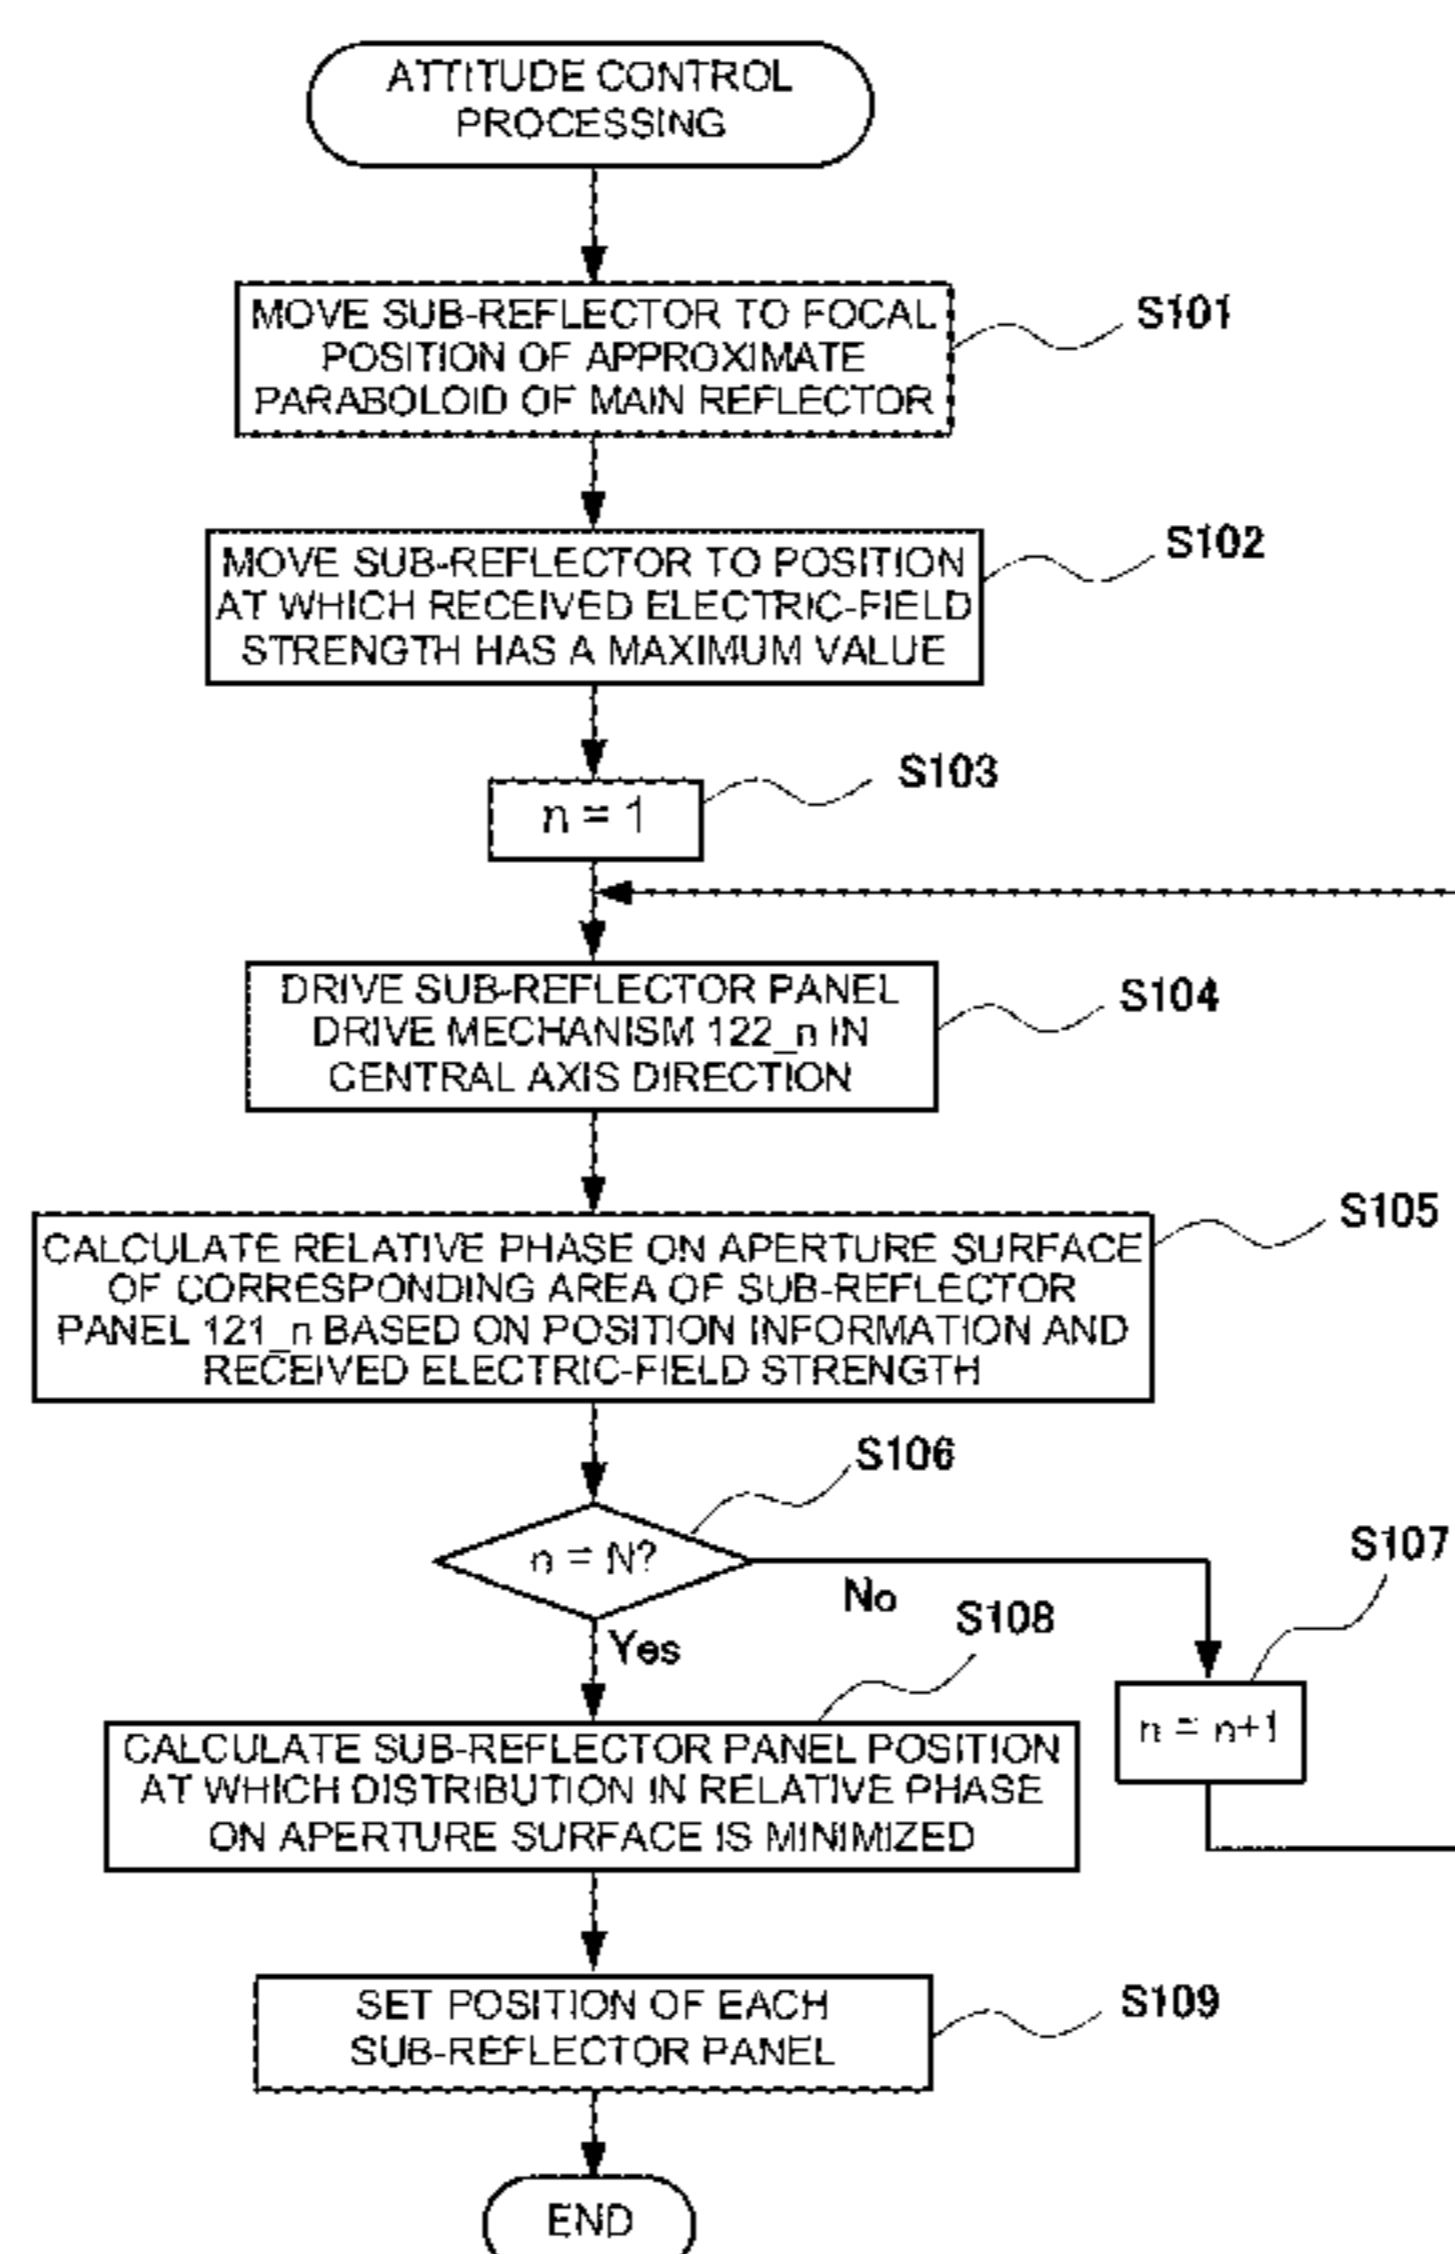 ATTITUDE CONTROL
PROCESSING
MOVE SUB-REFLECTOR TO FOCAL
POSITION OF APPROXIMATE
PARABOLOID OF MAIN REFLECTOR
S101
MOVE SUB-REFLECTOR TO POSITION
AT WHICH RECEIVED ELECTRIC-FIELD
STRENGTH HAS A MAXIMUM VALUE
S102
n = 1
S103
DRIVE SUB-REFLECTOR PANEL
DRIVE MECHANISM 122_n IN
CENTRAL AXIS DIRECTION
S104
CALCULATE RELATIVE PHASE ON APERTURE SURFACE
OF CORRESPONDING AREA OF SUB-REFLECTOR
PANEL 121_n BASED ON POSITION INFORMATION AND
RECEIVED ELECTRIC-FIELD STRENGTH
S105
n = N?
S106
No
Yes
n = n+1
S107
CALCULATE SUB-REFLECTOR PANEL POSITION
AT WHICH DISTRIBUTION IN RELATIVE PHASE
ON APERTURE SURFACE IS MINIMIZED
S108
SET POSITION OF EACH
SUB-REFLECTOR PANEL
S109
END